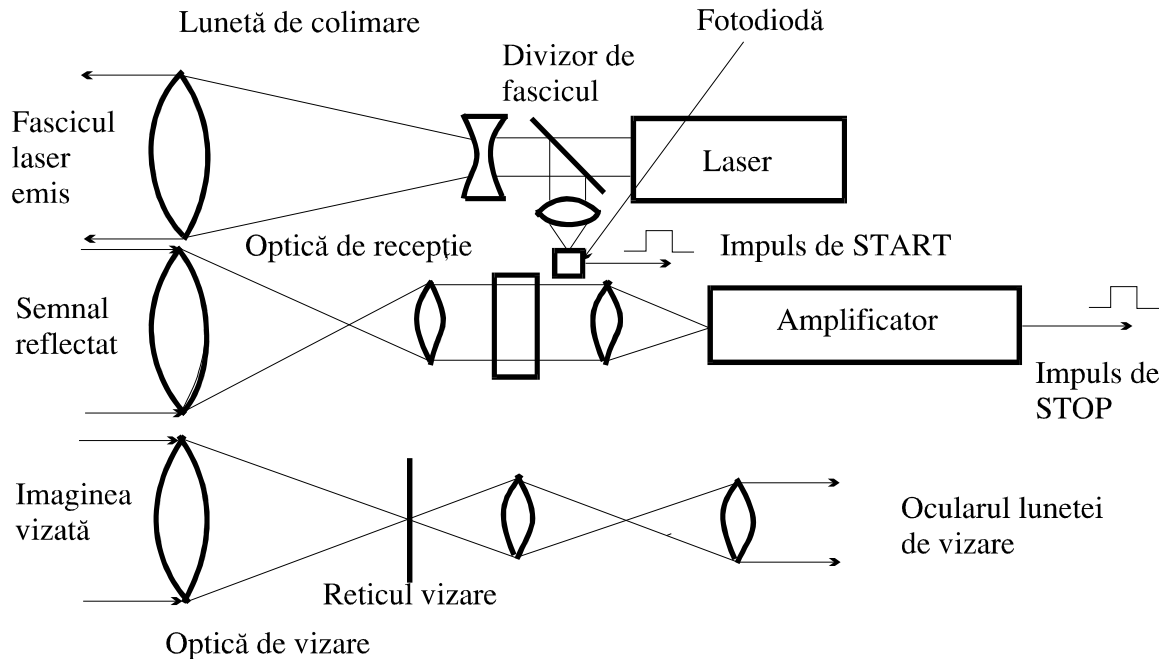 Lunetă de colimare
Fotodiodă
Divizor de
fascicul
Fascicul
laser
emis
Laser
Optică de recepție
Impuls de START
Semnal
reflectat
Amplificator
Impuls de
STOP
Imaginea
vizată
Ocularul lunetei
de vizare
Reticul vizare
Optică de vizare